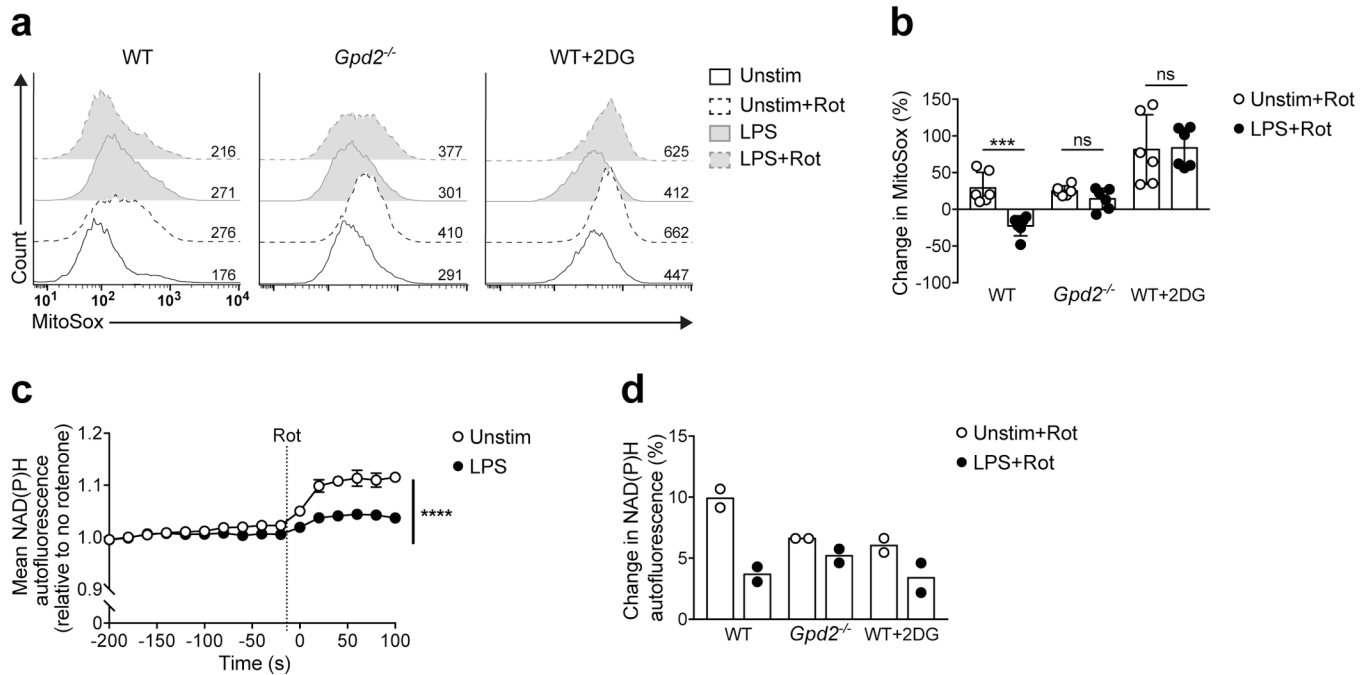 a
WT
Gpd2-/-
WT+2DG
Unstim
Unstim+Rot
LPS
LPS+Rot
Count
216
271
276
176
377
301
410
291
625
412
662
447
10¹ 10² 10³ 10⁴
MitoSox
b
Change in MitoSox (%)
150
100
50
0
-50
-100
***
ns
ns
WT
Gpd2-/-
WT+2DG
Unstim+Rot
LPS+Rot
c
Mean NAD(P)H
autofluorescence
(relative to no rotenone)
1.2
1.1
1.0
0.9
0
Rot
-200 -150 -100 -50 0 50 100
Time (s)
Unstim
LPS
****
d
Change in NAD(P)H
autofluorescence (%)
15
10
5
0
WT
Gpd2-/-
WT+2DG
Unstim+Rot
LPS+Rot